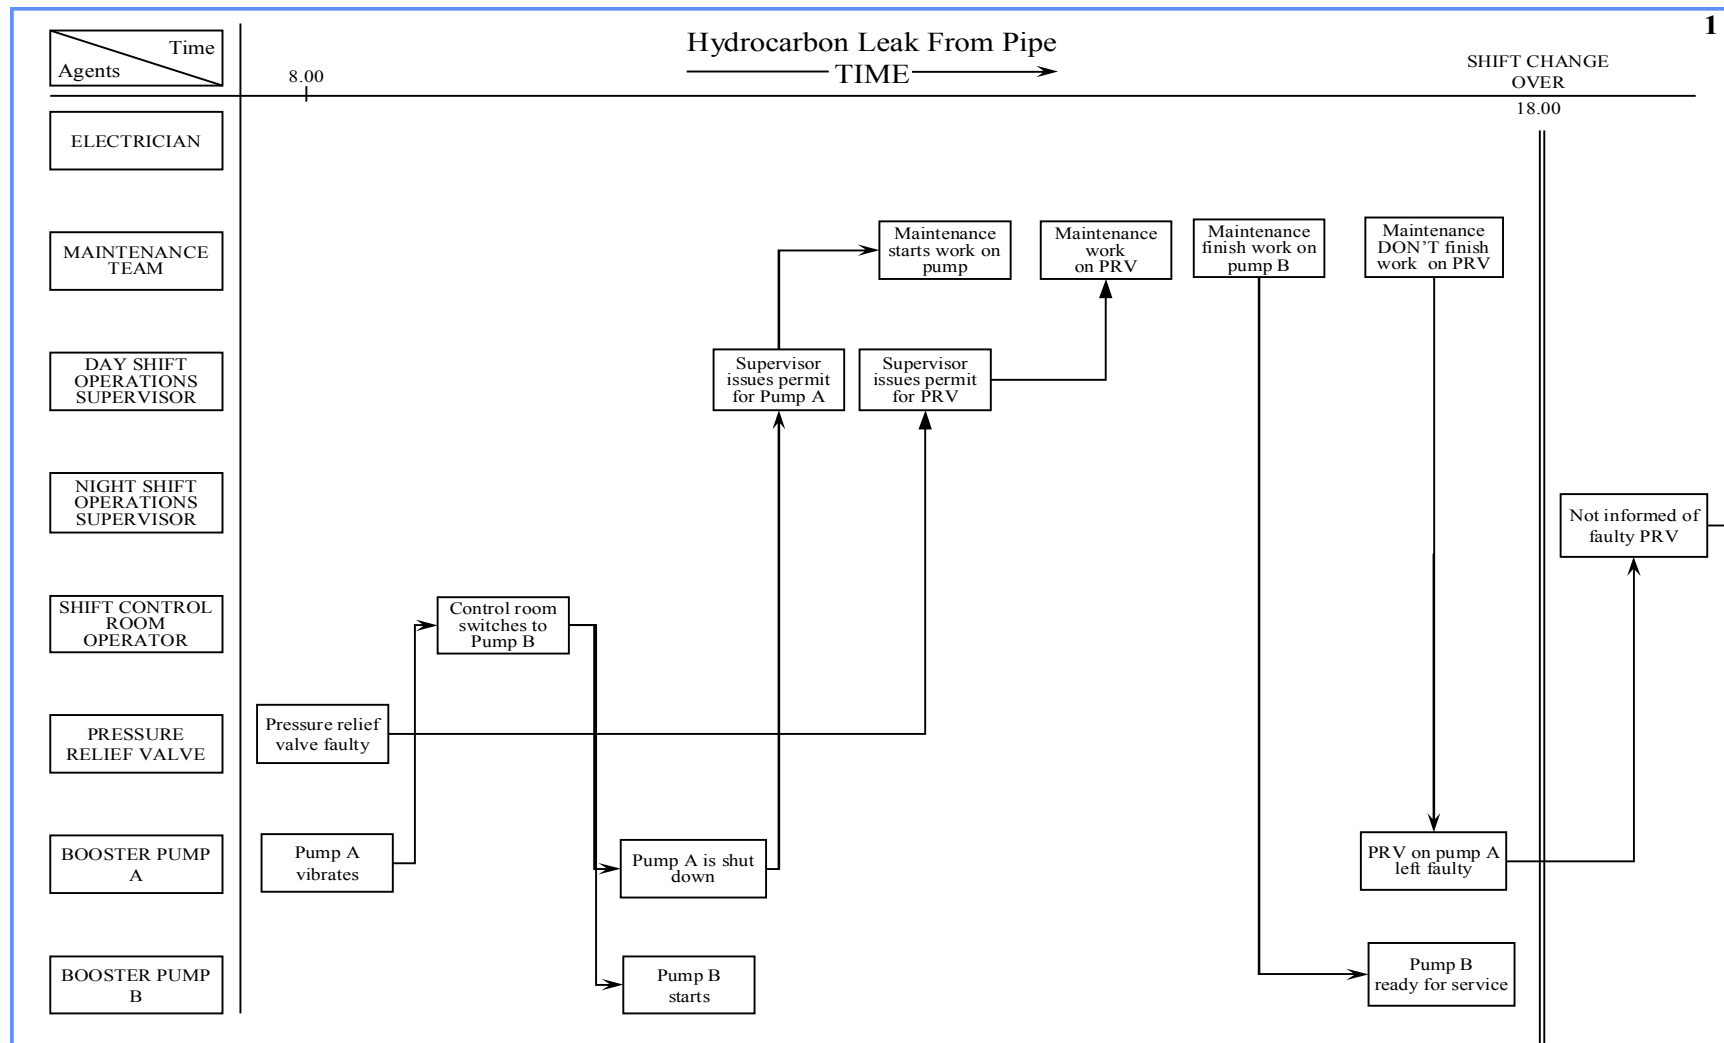 1
Time
Agents
Hydrocarbon Leak From Pipe
TIME
8.00
SHIFT CHANGE
OVER
18.00
ELECTRICIAN
MAINTENANCE
TEAM
Maintenance
starts work on
pump
Maintenance
work
on PRV
Maintenance
finish work on
pump B
Maintenance
DON'T finish
work on PRV
DAY SHIFT
OPERATIONS
SUPERVISOR
Supervisor
issues permit
for Pump A
Supervisor
issues permit
for PRV
NIGHT SHIFT
OPERATIONS
SUPERVISOR
Not informed of
faulty PRV
SHIFT CONTROL
ROOM
OPERATOR
Control room
switches to
Pump B
PRESSURE
RELIEF VALVE
Pressure relief
valve faulty
BOOSTER PUMP
A
Pump A
vibrates
Pump A is shut
down
PRV on pump A
left faulty
BOOSTER PUMP
B
Pump B
starts
Pump B
ready for service